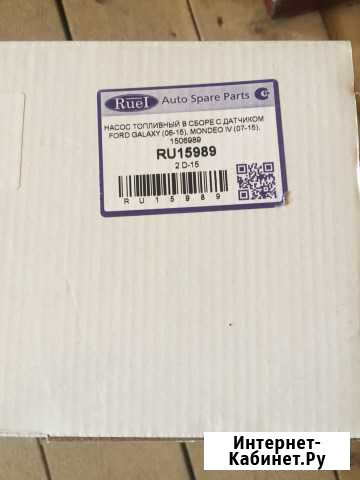 Ruel Auto Spare Parts
НАСОС ТОПЛИВНЫЙ В СБОРЕ С ДАТЧИКОМ
FORD GALAXY (06-15), MONDEO IV (07-15),
1506989
RU15989
2 D-15
R U 1 5 9 8 9
Интернет-
Кабинет.Ру